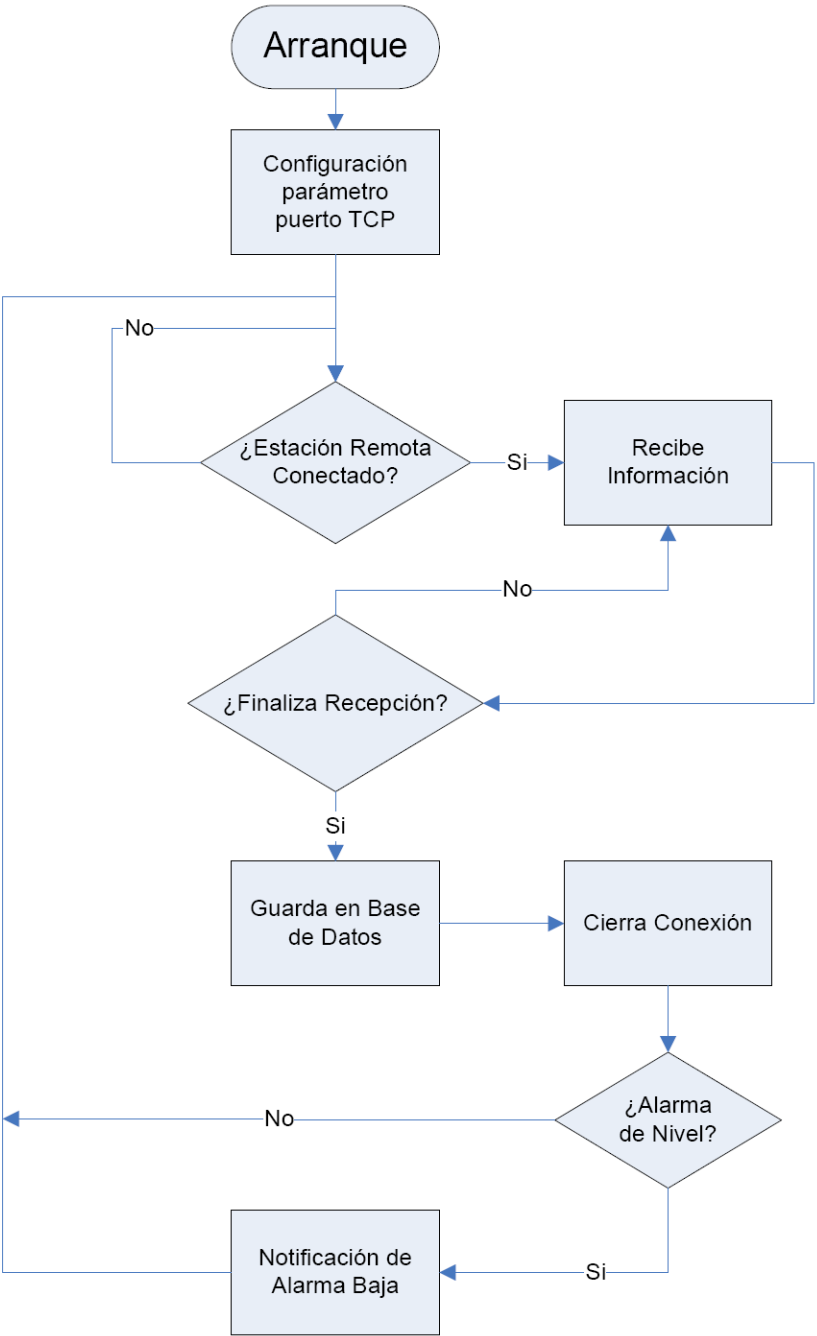 Arranque
Configuración
parámetro
puerto TCP
No
¿Estación Remota
Conectado?
Si
Recibe
Información
No
¿Finaliza Recepción?
Si
Guarda en Base
de Datos
Cierra Conexión
¿Alarma
de Nivel?
No
Notificación de
Alarma Baja
Si